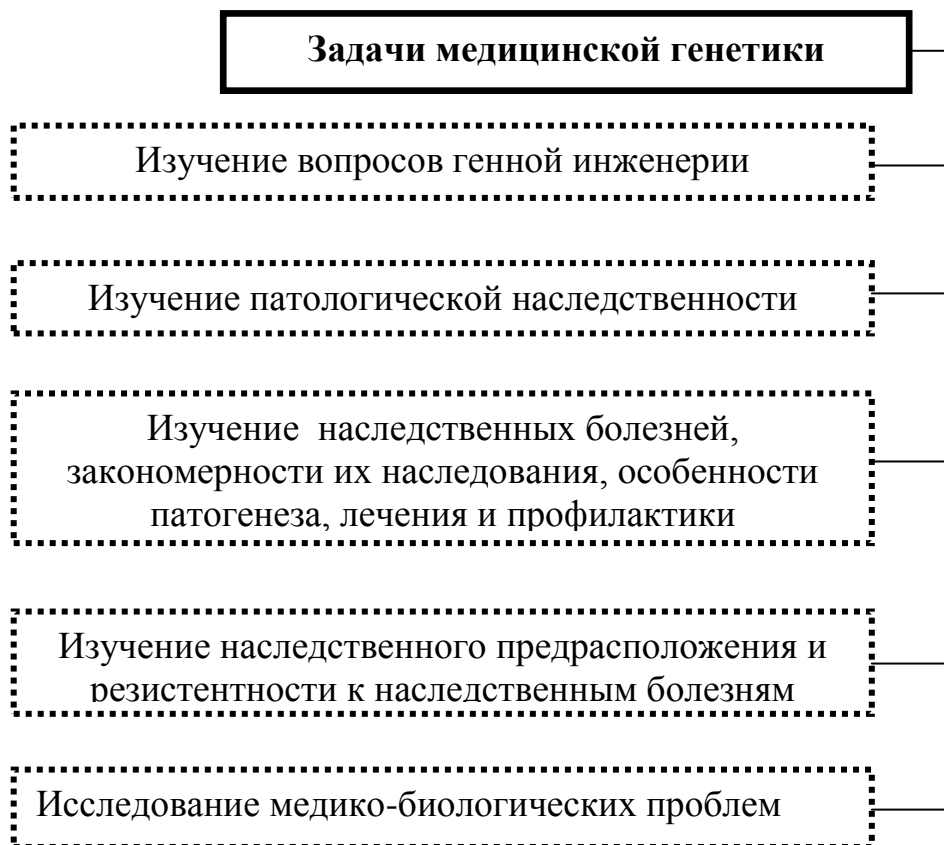 Задачи медицинской генетики
Изучение вопросов генной инженерии
Изучение патологической наследственности
Изучение наследственных болезней,
закономерности их наследования, особенности
патогенеза, лечения и профилактики
Изучение наследственного предрасположения и
резистентности к наследственным болезням
Исследование медико-биологических проблем